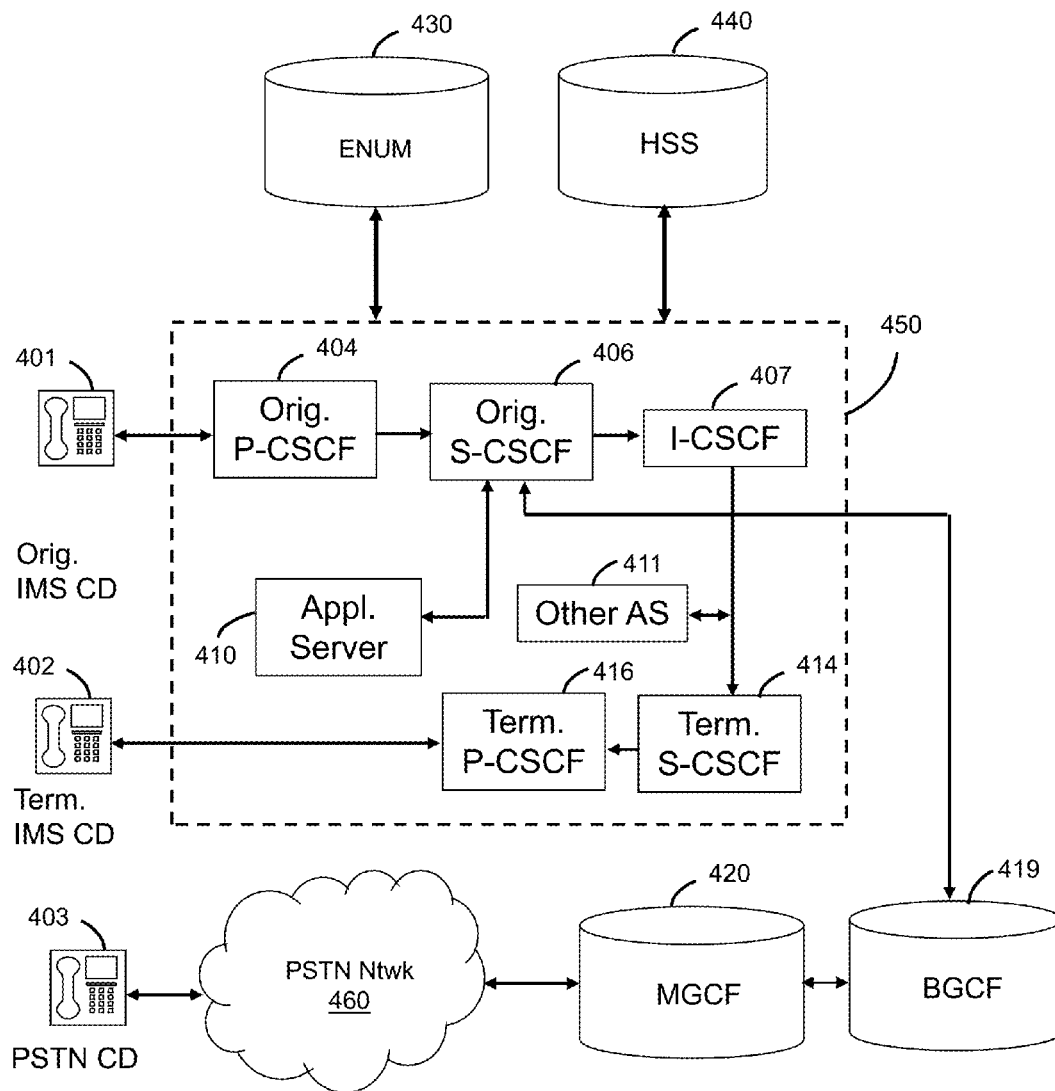 430
440
ENUM
HSS
450
401
404
406
407
Orig.
P-CSCF
Orig.
S-CSCF
I-CSCF
Orig.
IMS CD
411
Appl.
Server
Other AS
410
402
416
414
Term.
P-CSCF
Term.
S-CSCF
Term.
IMS CD
420
419
403
PSTN Ntwk
460
MGCF
BGCF
PSTN CD